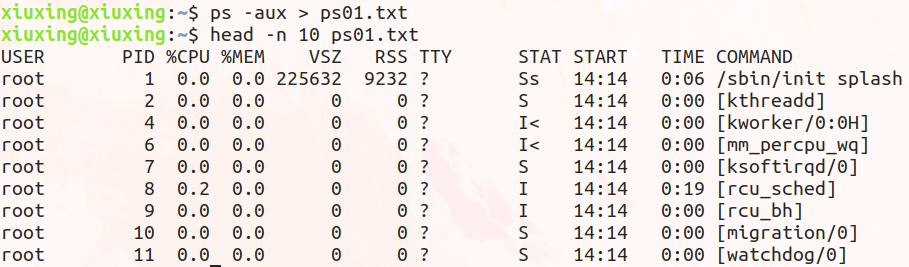 xiuxing@xiuxing:~$ ps -aux > ps01.txt
xiuxing@xiuxing:~$ head -n 10 ps01.txt
USER       PID %CPU %MEM    VSZ   RSS TTY      STAT START   TIME COMMAND
root         1  0.0  0.0 225632  9232 ?        Ss   14:14   0:06 /sbin/init splash
root         2  0.0  0.0      0     0 ?        S    14:14   0:00 [kthreadd]
root         4  0.0  0.0      0     0 ?        I<   14:14   0:00 [kworker/0:0H]
root         6  0.0  0.0      0     0 ?        I<   14:14   0:00 [mm_percpu_wq]
root         7  0.0  0.0      0     0 ?        S    14:14   0:00 [ksoftirqd/0]
root         8  0.2  0.0      0     0 ?        I    14:14   0:19 [rcu_sched]
root         9  0.0  0.0      0     0 ?        I    14:14   0:00 [rcu_bh]
root        10  0.0  0.0      0     0 ?        S    14:14   0:00 [migration/0]
root        11  0.0  0.0      0     0 ?        S    14:14   0:00 [watchdog/0]